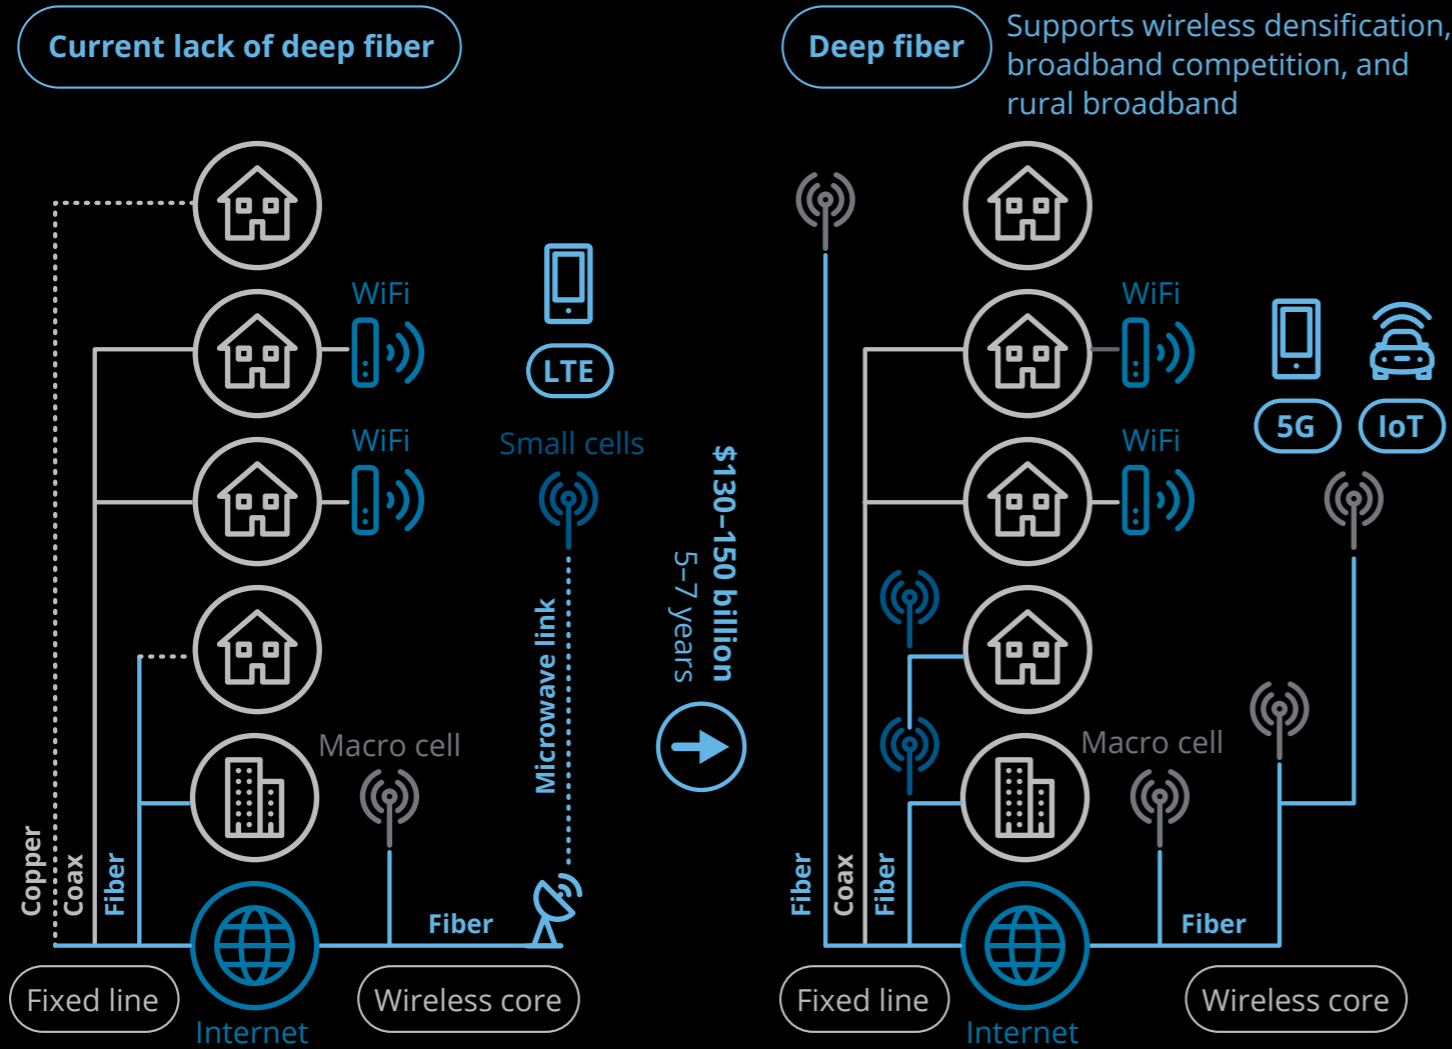 Current lack of deep fiber
WiFi
LTE
WiFi
Small cells
Microwave link
Macro cell
Copper
Coax
Fiber
Fiber
Fixed line
Internet
Wireless core
$130–150 billion
5–7 years
Deep fiber
Supports wireless densification,
broadband competition, and
rural broadband
WiFi
5G
IoT
WiFi
Macro cell
Fiber
Coax
Fiber
Fiber
Fixed line
Internet
Wireless core